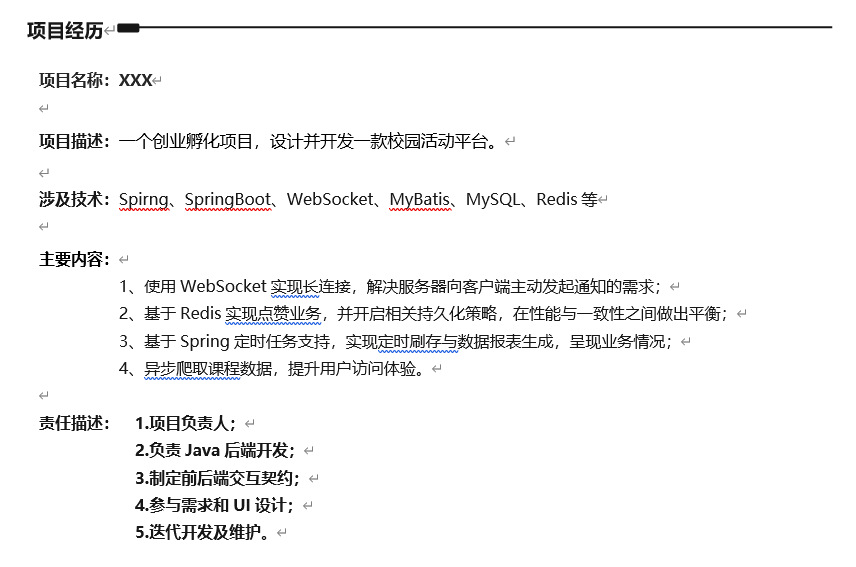 项目经历
项目名称：XXX
项目描述：一个创业孵化项目，设计并开发一款校园活动平台。
涉及技术：Spirng、SpringBoot、WebSocket、MyBatis、MySQL、Redis 等
主要内容：
1、使用 WebSocket 实现长连接，解决服务器向客户端主动发起通知的需求；
2、基于 Redis 实现点赞业务，并开启相关持久化策略，在性能与一致性之间做出平衡；
3、基于 Spring 定时任务支持，实现定时刷存与数据报表生成，呈现业务情况；
4、异步爬取课程数据，提升用户访问体验。
责任描述： 1.项目负责人；
2.负责 Java 后端开发；
3.制定前后端交互契约；
4.参与需求和 UI 设计；
5.迭代开发及维护。